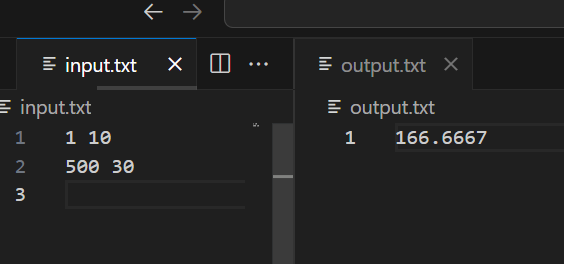 input.txt
output.txt
input.txt
output.txt
1 1 10
2 500 30
3
1 166.6667